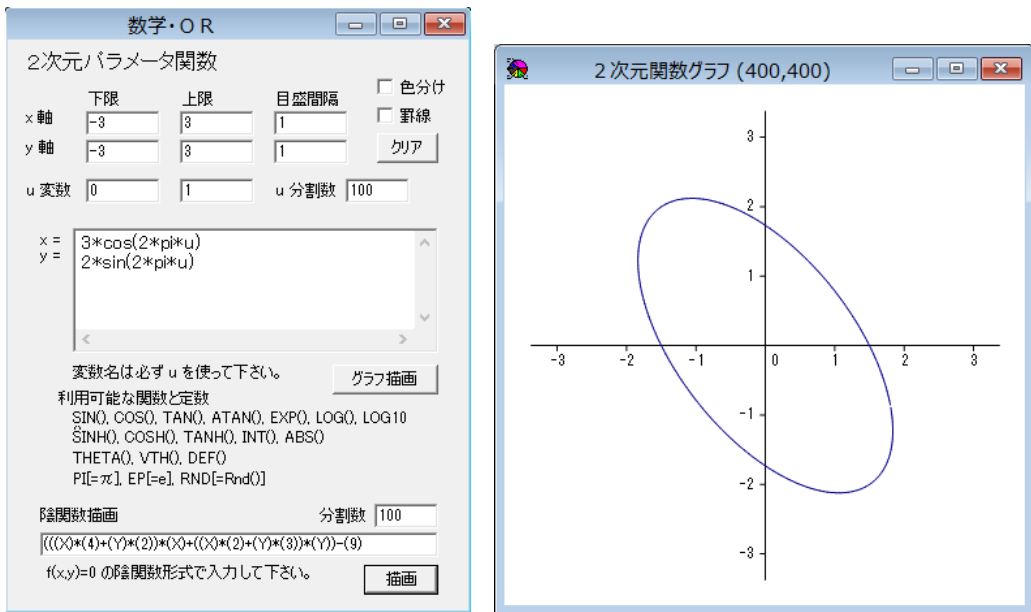 数学・ＯＲ
２次元パラメータ関数
下限 上限 目盛間隔
□ 色分け
x 軸 -3 3 1
□ 罫線
y 軸 -3 3 1 クリア
u 変数 0 1 u 分割数 100
x = 3*cos(2*pi*u)
y = 2*sin(2*pi*u)
変数名は必ず u を使って下さい。
グラフ描画
利用可能な関数と定数
SIN(), COS(), TAN(), ATAN(), EXP(), LOG(), LOG10
SINH(), COSH(), TANH(), INT(), ABS()
THETA(), VTH(), DEF()
PI[=π], EP[=e], RND[=Rnd()]
陰関数描画 分割数 100
(((X)*(4)+(Y)*(2))*(X)+((X)*(2)+(Y)*(3))*(Y))-(9)
f(x,y)=0 の陰関数形式で入力して下さい。 描画
２次元関数グラフ (400,400)
3
2
1
-3 -2 -1 0 1 2 3
-1
-2
-3